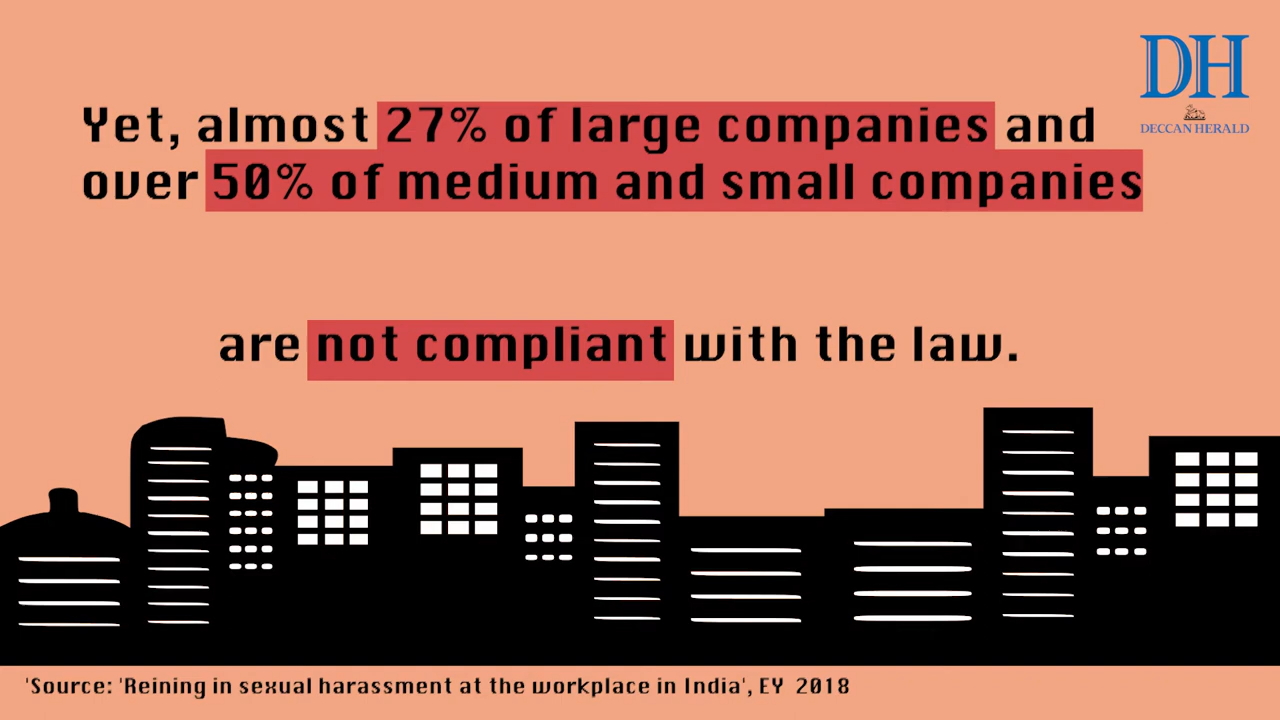 DH
DECCAN HERALD
Yet, almost 27% of large companies and
over 50% of medium and small companies
are not compliant with the law.
'Source: 'Reining in sexual harassment at the workplace in India', EY 2018